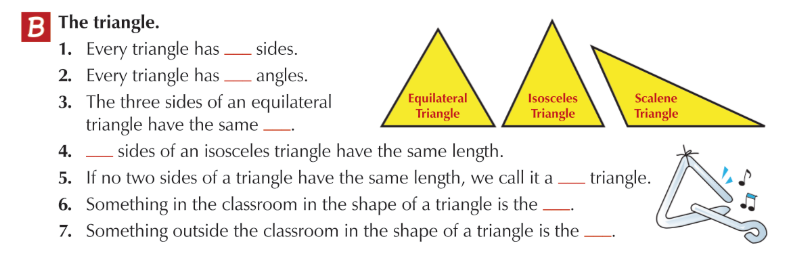 B The triangle.
1. Every triangle has ___ sides.
2. Every triangle has ___ angles.
3. The three sides of an equilateral
triangle have the same ___.
Equilateral
Triangle
Isosceles
Triangle
Scalene
Triangle
4. ___ sides of an isosceles triangle have the same length.
5. If no two sides of a triangle have the same length, we call it a ___ triangle.
6. Something in the classroom in the shape of a triangle is the ___.
7. Something outside the classroom in the shape of a triangle is the ___.